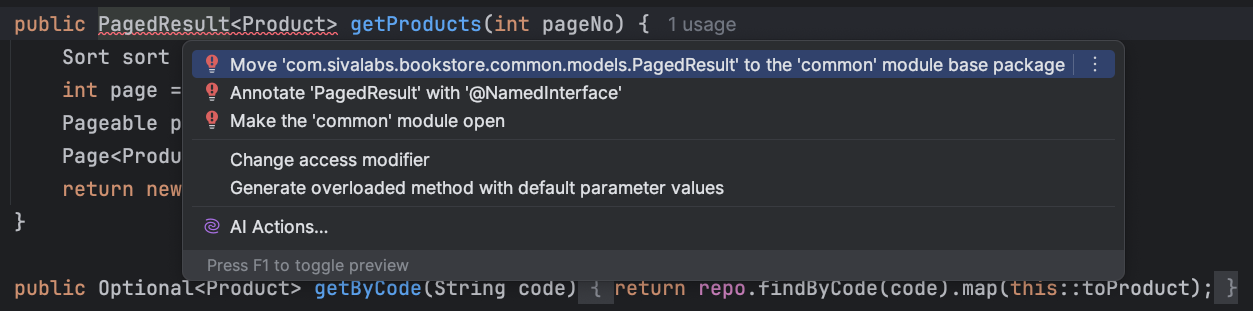 public PagedResult<Product> getProducts(int pageNo) { 1 usage
Sort sort
Move 'com.sivalabs.bookstore.common.models.PagedResult' to the 'common' module base package
int page =
Annotate 'PagedResult' with '@NamedInterface'
Pageable p
Make the 'common' module open
Page<Produ
Change access modifier
return new
Generate overloaded method with default parameter values
}
AI Actions...
Press F1 to toggle preview
public Optional<Product> getByCode(String code) { return repo.findByCode(code).map(this::toProduct); }